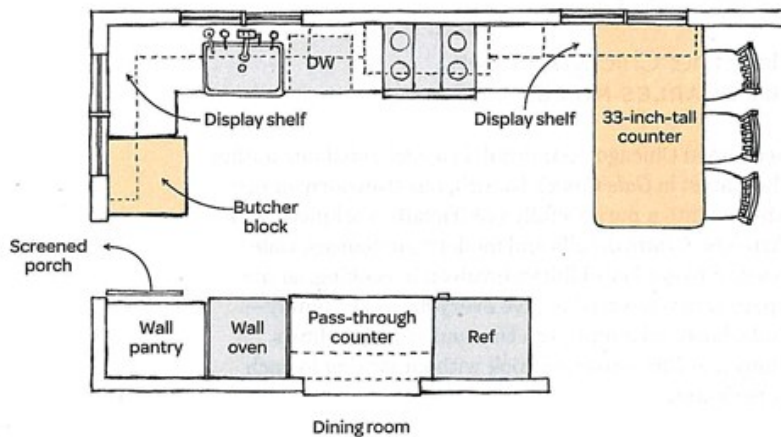 DW
Display shelf
Display shelf
33-inch-tall
counter
Butcher
block
Screened
porch
Wall
pantry
Wall
oven
Pass-through
counter
Ref
Dining room